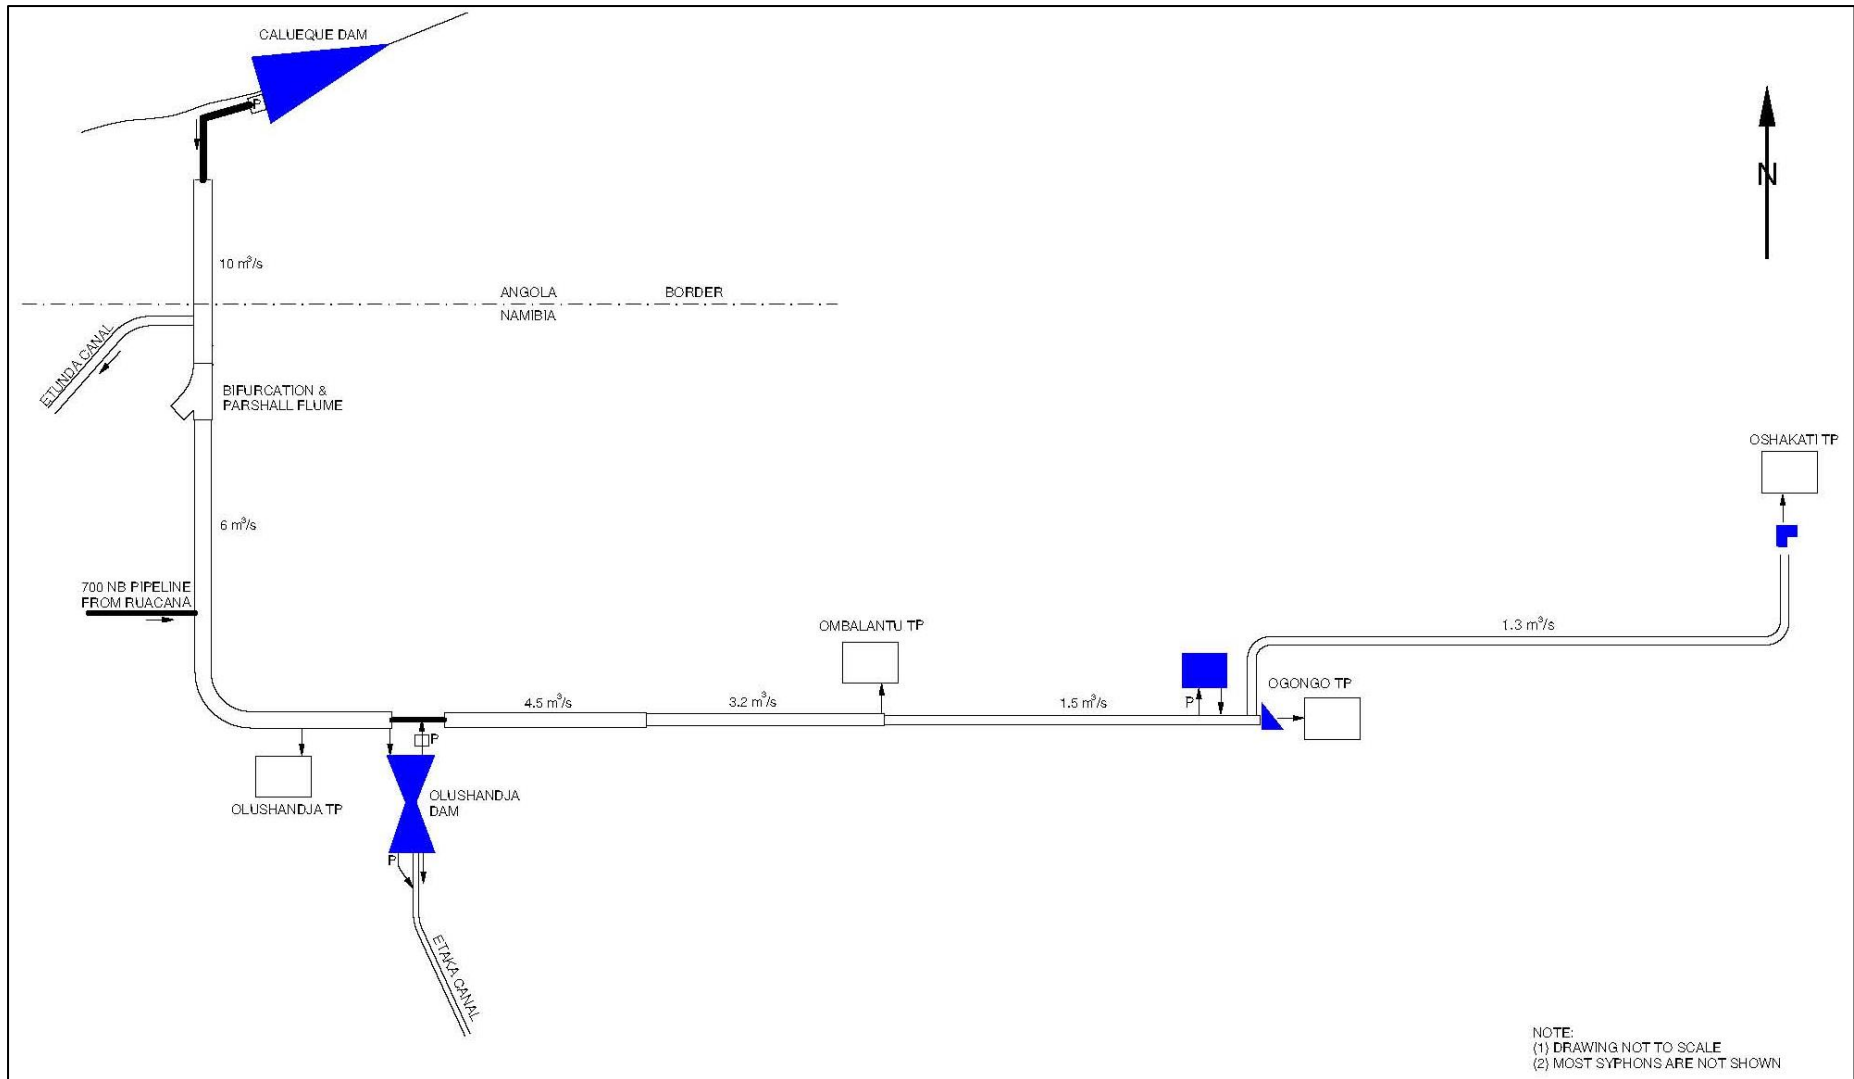 CALUEQUE DAM
P
N
10 m³/s
ANGOLA BORDER
NAMIBIA
ETUNDA CANAL
BIFURCATION &
PARSHALL FLUME
OSHAKATI TP
6 m³/s
700 NB PIPELINE
FROM RUACANA
OMBALANTU TP
1.3 m³/s
OGONGO TP
4.5 m³/s
3.2 m³/s
1.5 m³/s
P
P
OLUSHANDJA TP
OLUSHANDJA
DAM
P
ETAKA CANAL
NOTE:
(1) DRAWING NOT TO SCALE
(2) MOST SYPHONS ARE NOT SHOWN